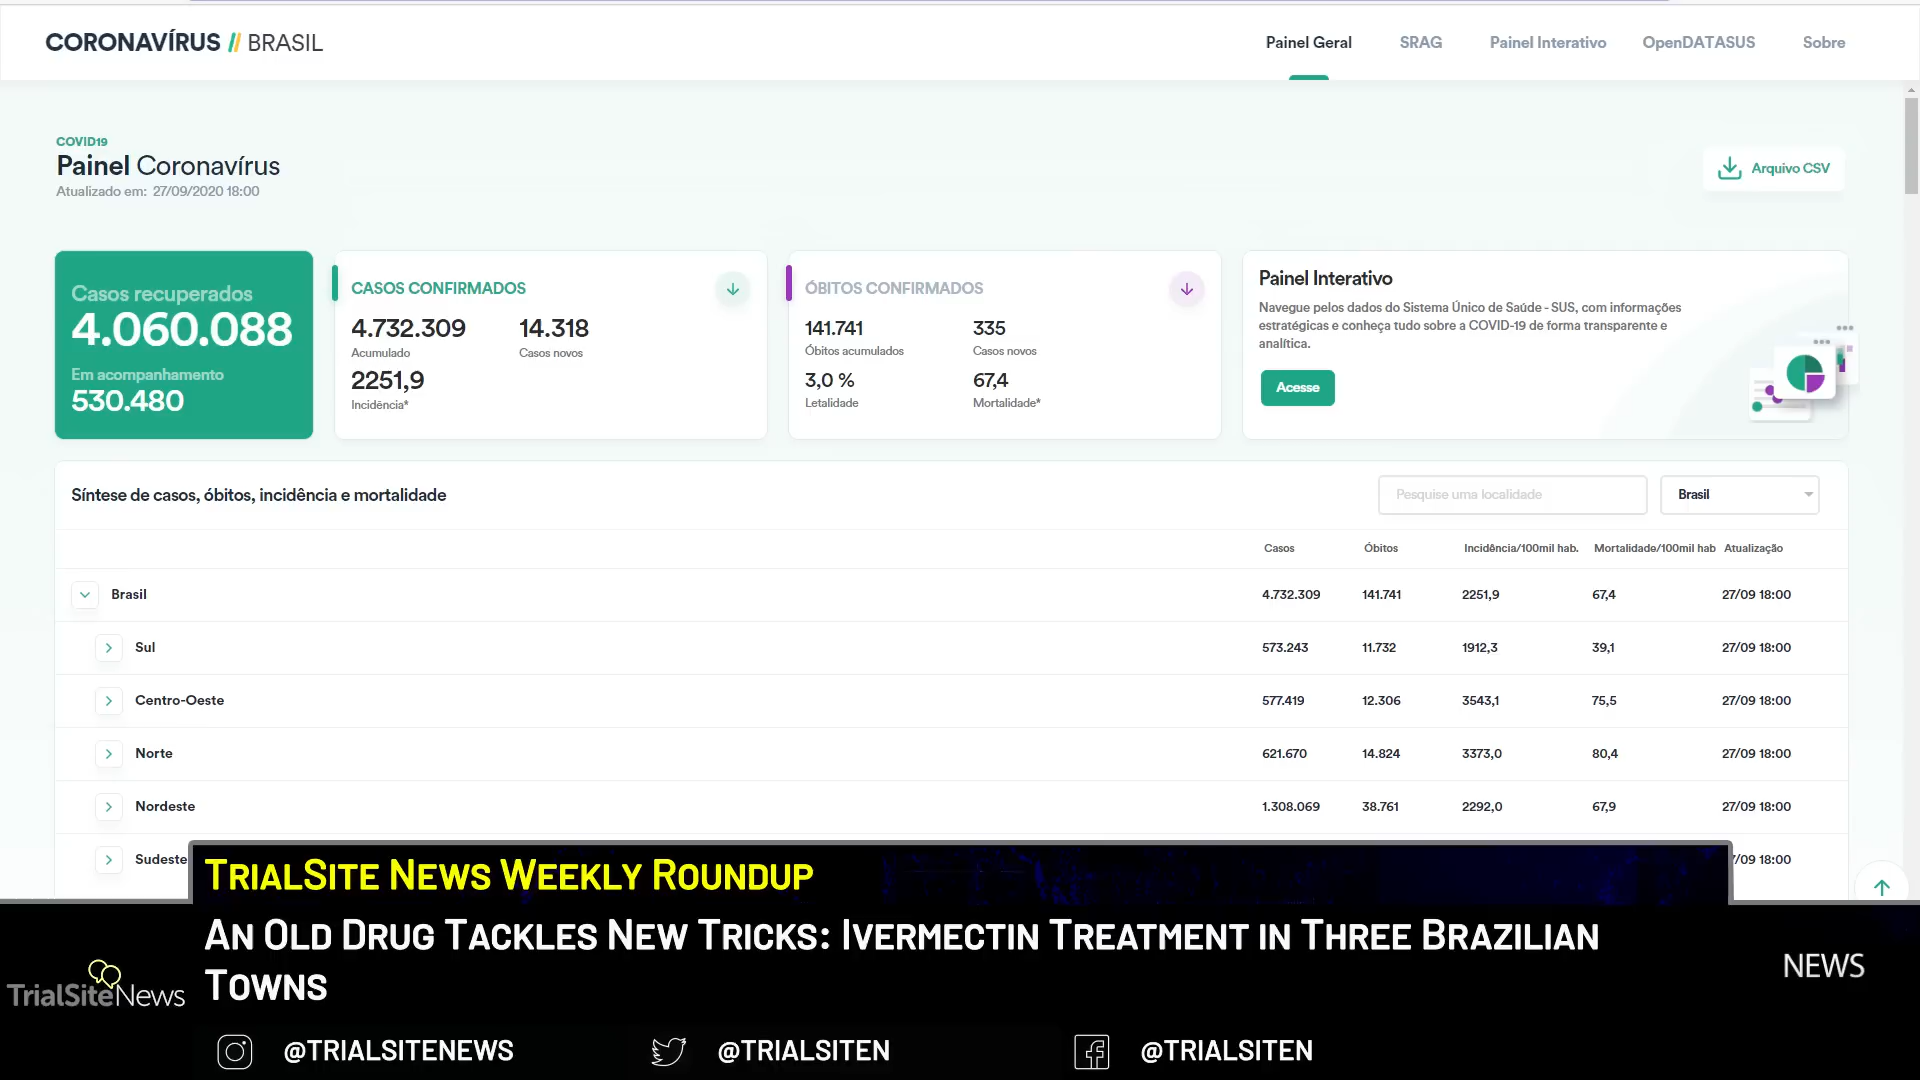 CORONAVÍRUS // BRASIL
Painel Geral
SRAG
Painel Interativo
OpenDATASUS
Sobre
COVID19
Painel Coronavírus
Atualizado em: 27/09/2020 18:00
Arquivo CSV
Casos recuperados
4.060.088
Em acompanhamento
530.480
CASOS CONFIRMADOS
4.732.309 14.318
Acumulado Casos novos
2251,9
Incidência*
ÓBITOS CONFIRMADOS
141.741 335
Óbitos acumulados Casos novos
3,0 % 67,4
Letalidade Mortalidade*
Painel Interativo
Navegue pelos dados do Sistema Único de Saúde - SUS, com informações
estratégicas e conheça tudo sobre a COVID-19 de forma transparente e
analítica.
Acesse
Síntese de casos, óbitos, incidência e mortalidade
Pesquise uma localidade
Brasil
Casos Óbitos Incidência/100mil hab. Mortalidade/100mil hab Atualização
Brasil 4.732.309 141.741 2251,9 67,4 27/09 18:00
Sul 573.243 11.732 1912,3 39,1 27/09 18:00
Centro-Oeste 577.419 12.306 3543,1 75,5 27/09 18:00
Norte 621.670 14.824 3373,0 80,4 27/09 18:00
Nordeste 1.308.069 38.761 2292,0 67,9 27/09 18:00
Sudeste /09 18:00
TrialSite News Weekly Roundup
An Old Drug Tackles New Tricks: Ivermectin Treatment in Three Brazilian
Towns
TrialSiteNews
NEWS
@TRIALSITENEWS
@TRIALSITEN
@TRIALSITEN